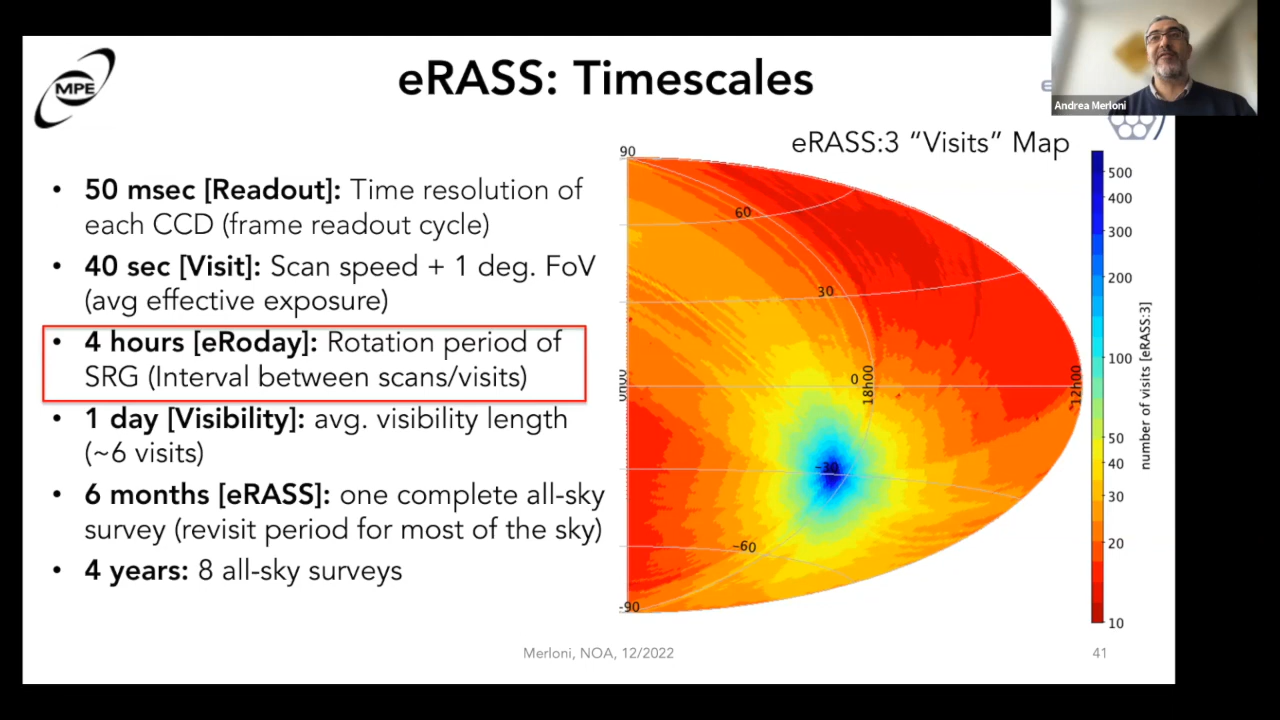 MPE
eRASS: Timescales
Andrea Merloni
eRASS:3 “Visits” Map
• 50 msec [Readout]: Time resolution of
each CCD (frame readout cycle)
• 40 sec [Visit]: Scan speed + 1 deg. FoV
(avg effective exposure)
• 4 hours [eRoday]: Rotation period of
SRG (Interval between scans/visits)
• 1 day [Visibility]: avg. visibility length
(~6 visits)
• 6 months [eRASS]: one complete all-sky
survey (revisit period for most of the sky)
• 4 years: 8 all-sky surveys
90
60
30
0
18h00
12h00
-30
-60
-90
500
400
300
200
100
50
40
30
20
10
number of visits [eRASS:3]
Merloni, NOA, 12/2022
41